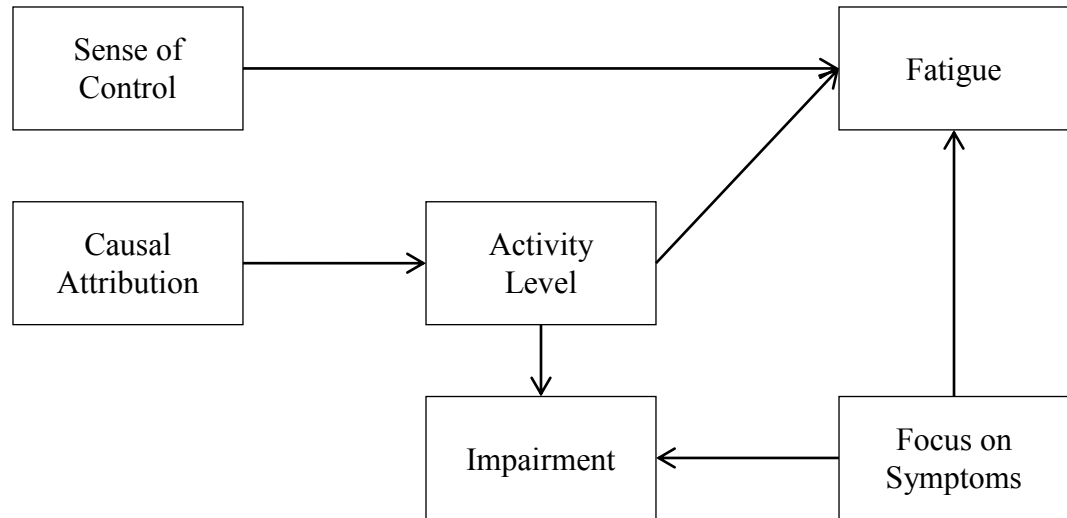 Sense of
Control
Fatigue
Causal
Attribution
Activity
Level
Impairment
Focus on
Symptoms